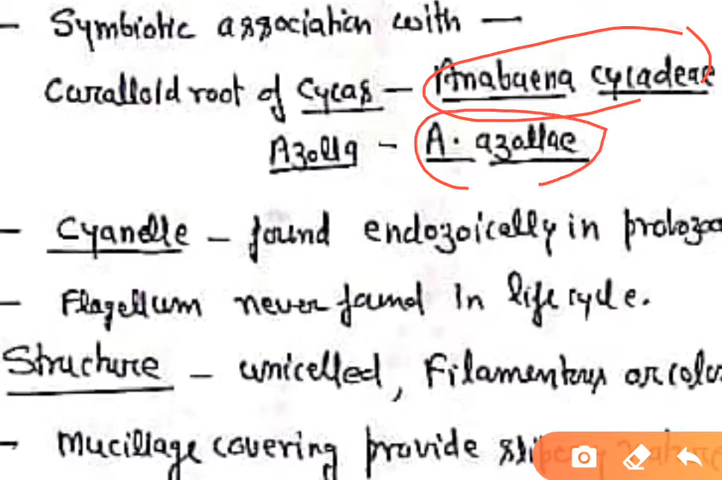 - Symbiotic association with -
Coralloid root of Cycas - Anabaena cycadeae
Azolla - A. azollae
- Cyanelle - found endozoically in protozoa
- Flagellum never found in life cycle.
Structure - unicelled, Filamentous or colo
- Mucillage covering provide